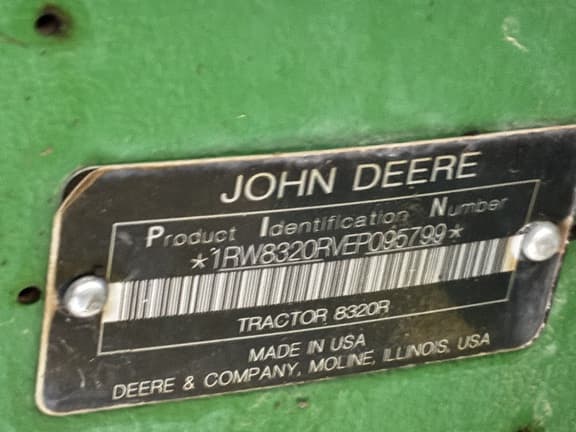 JOHN DEERE
Product Identification Number
*1RW8320RVEP095799*
TRACTOR 8320R
MADE IN USA
DEERE & COMPANY, MOLINE, ILLINOIS, USA